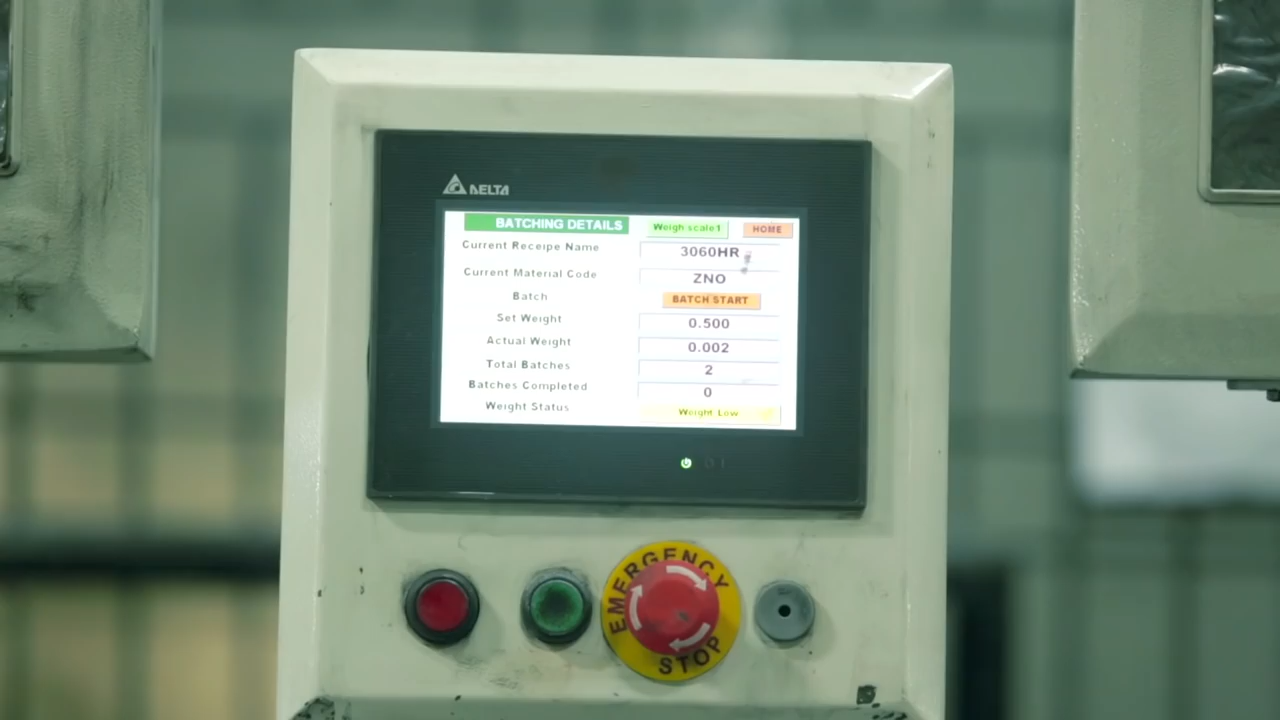 DELTA
BATCHING DETAILS Weigh scale1 HOME
Current Receipe Name 3060HR
Current Material Code ZNO
Batch BATCH START
Set Weight 0.500
Actual Weight 0.002
Total Batches 2
Batches Completed 0
Weight Status Weight Low
EMERGENCY
STOP